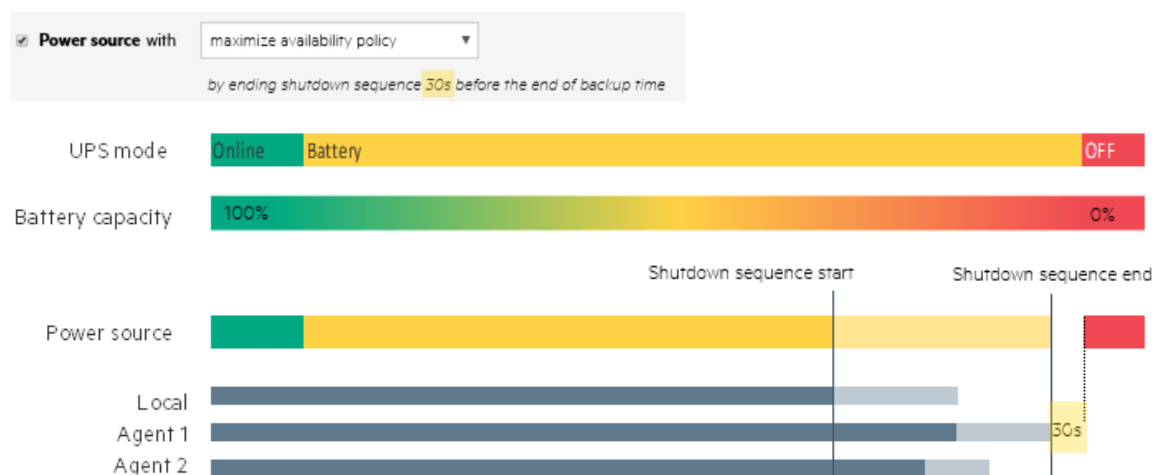 Power source with maximize availability policy
by ending shutdown sequence 30s before the end of backup time
UPS mode Online Battery OFF
Battery capacity 100% 0%
Shutdown sequence start Shutdown sequence end
Power source
Local
Agent 1 30s
Agent 2